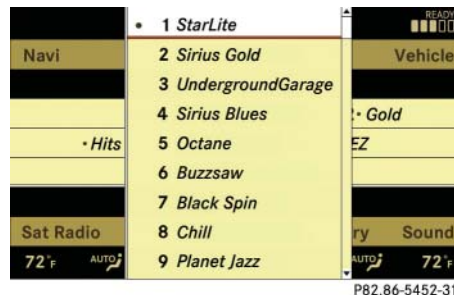 READY
1 StarLite
Navi
2 Sirius Gold
Vehicle
3 UndergroundGarage
4 Sirius Blues
· Gold
· Hits
5 Octane
EZ
6 Buzzsaw
7 Black Spin
Sat Radio
8 Chill
ry
Sound
72°F
AUTO
9 Planet Jazz
AUTO
72°F
P82.86-5452-31